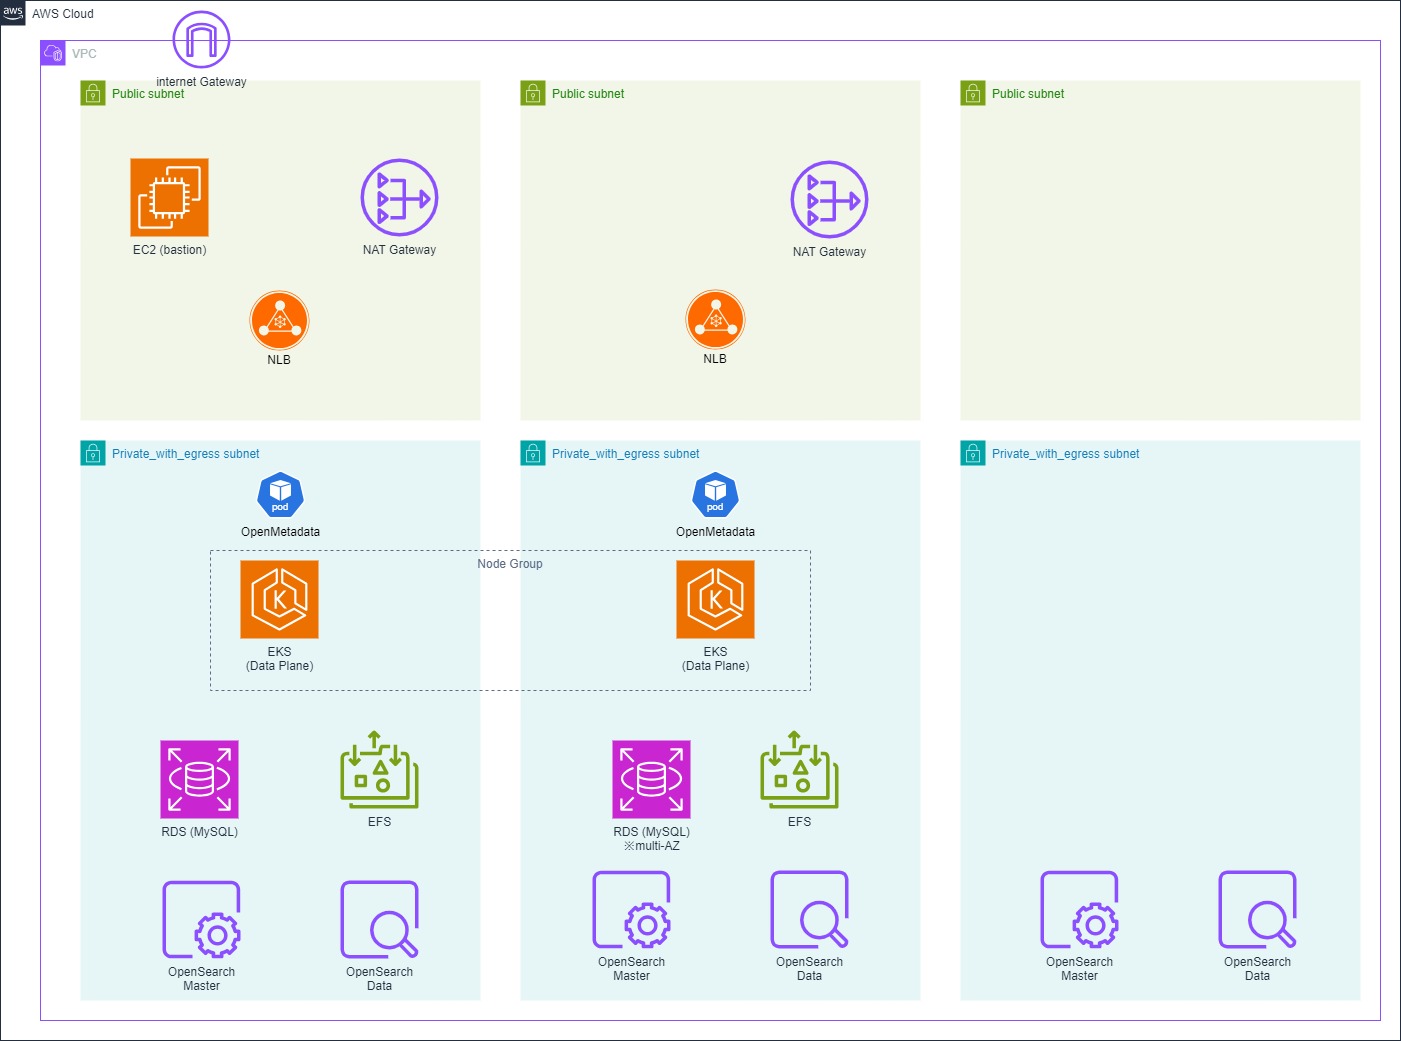 aws
AWS Cloud
VPC
internet Gateway
Public subnet
Public subnet
Public subnet
EC2 (bastion)
NAT Gateway
NAT Gateway
NLB
NLB
Private_with_egress subnet
Private_with_egress subnet
Private_with_egress subnet
pod
pod
OpenMetadata
OpenMetadata
Node Group
K
K
EKS
(Data Plane)
EKS
(Data Plane)
RDS (MySQL)
EFS
RDS (MySQL)
※multi-AZ
EFS
OpenSearch
Master
OpenSearch
Data
OpenSearch
Master
OpenSearch
Data
OpenSearch
Master
OpenSearch
Data